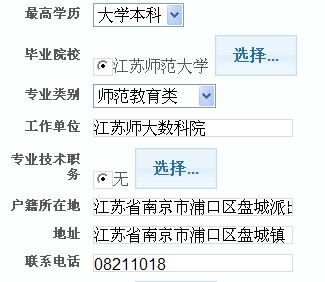 最高学历 大学本科
毕业院校 江苏师范大学 选择...
专业类别 师范教育类
工作单位 江苏师大数科院
专业技术职
务 无 选择...
户籍所在地 江苏省南京市浦口区盘城派
地址 江苏省南京市浦口区盘城镇
联系电话 08211018